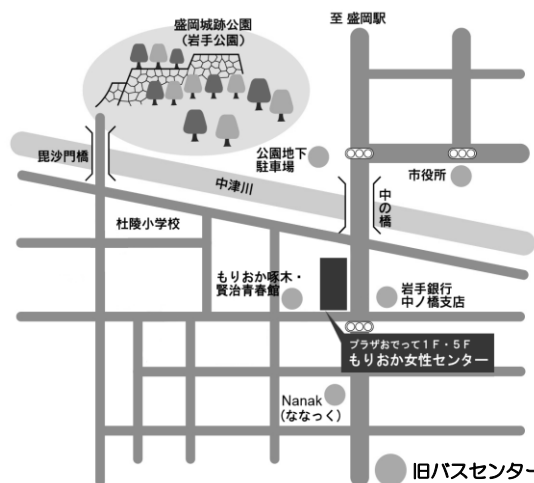 盛岡城跡公園
（岩手公園）
至 盛岡駅
毘沙門橋
公園地下
駐車場
市役所
中津川
中の橋
杜陵小学校
もりおか啄木・
賢治青春館
岩手銀行
中ノ橋支店
プラザおでって１F・５F
もりおか女性センター
Nanak
（ななっく）
旧バスセンター